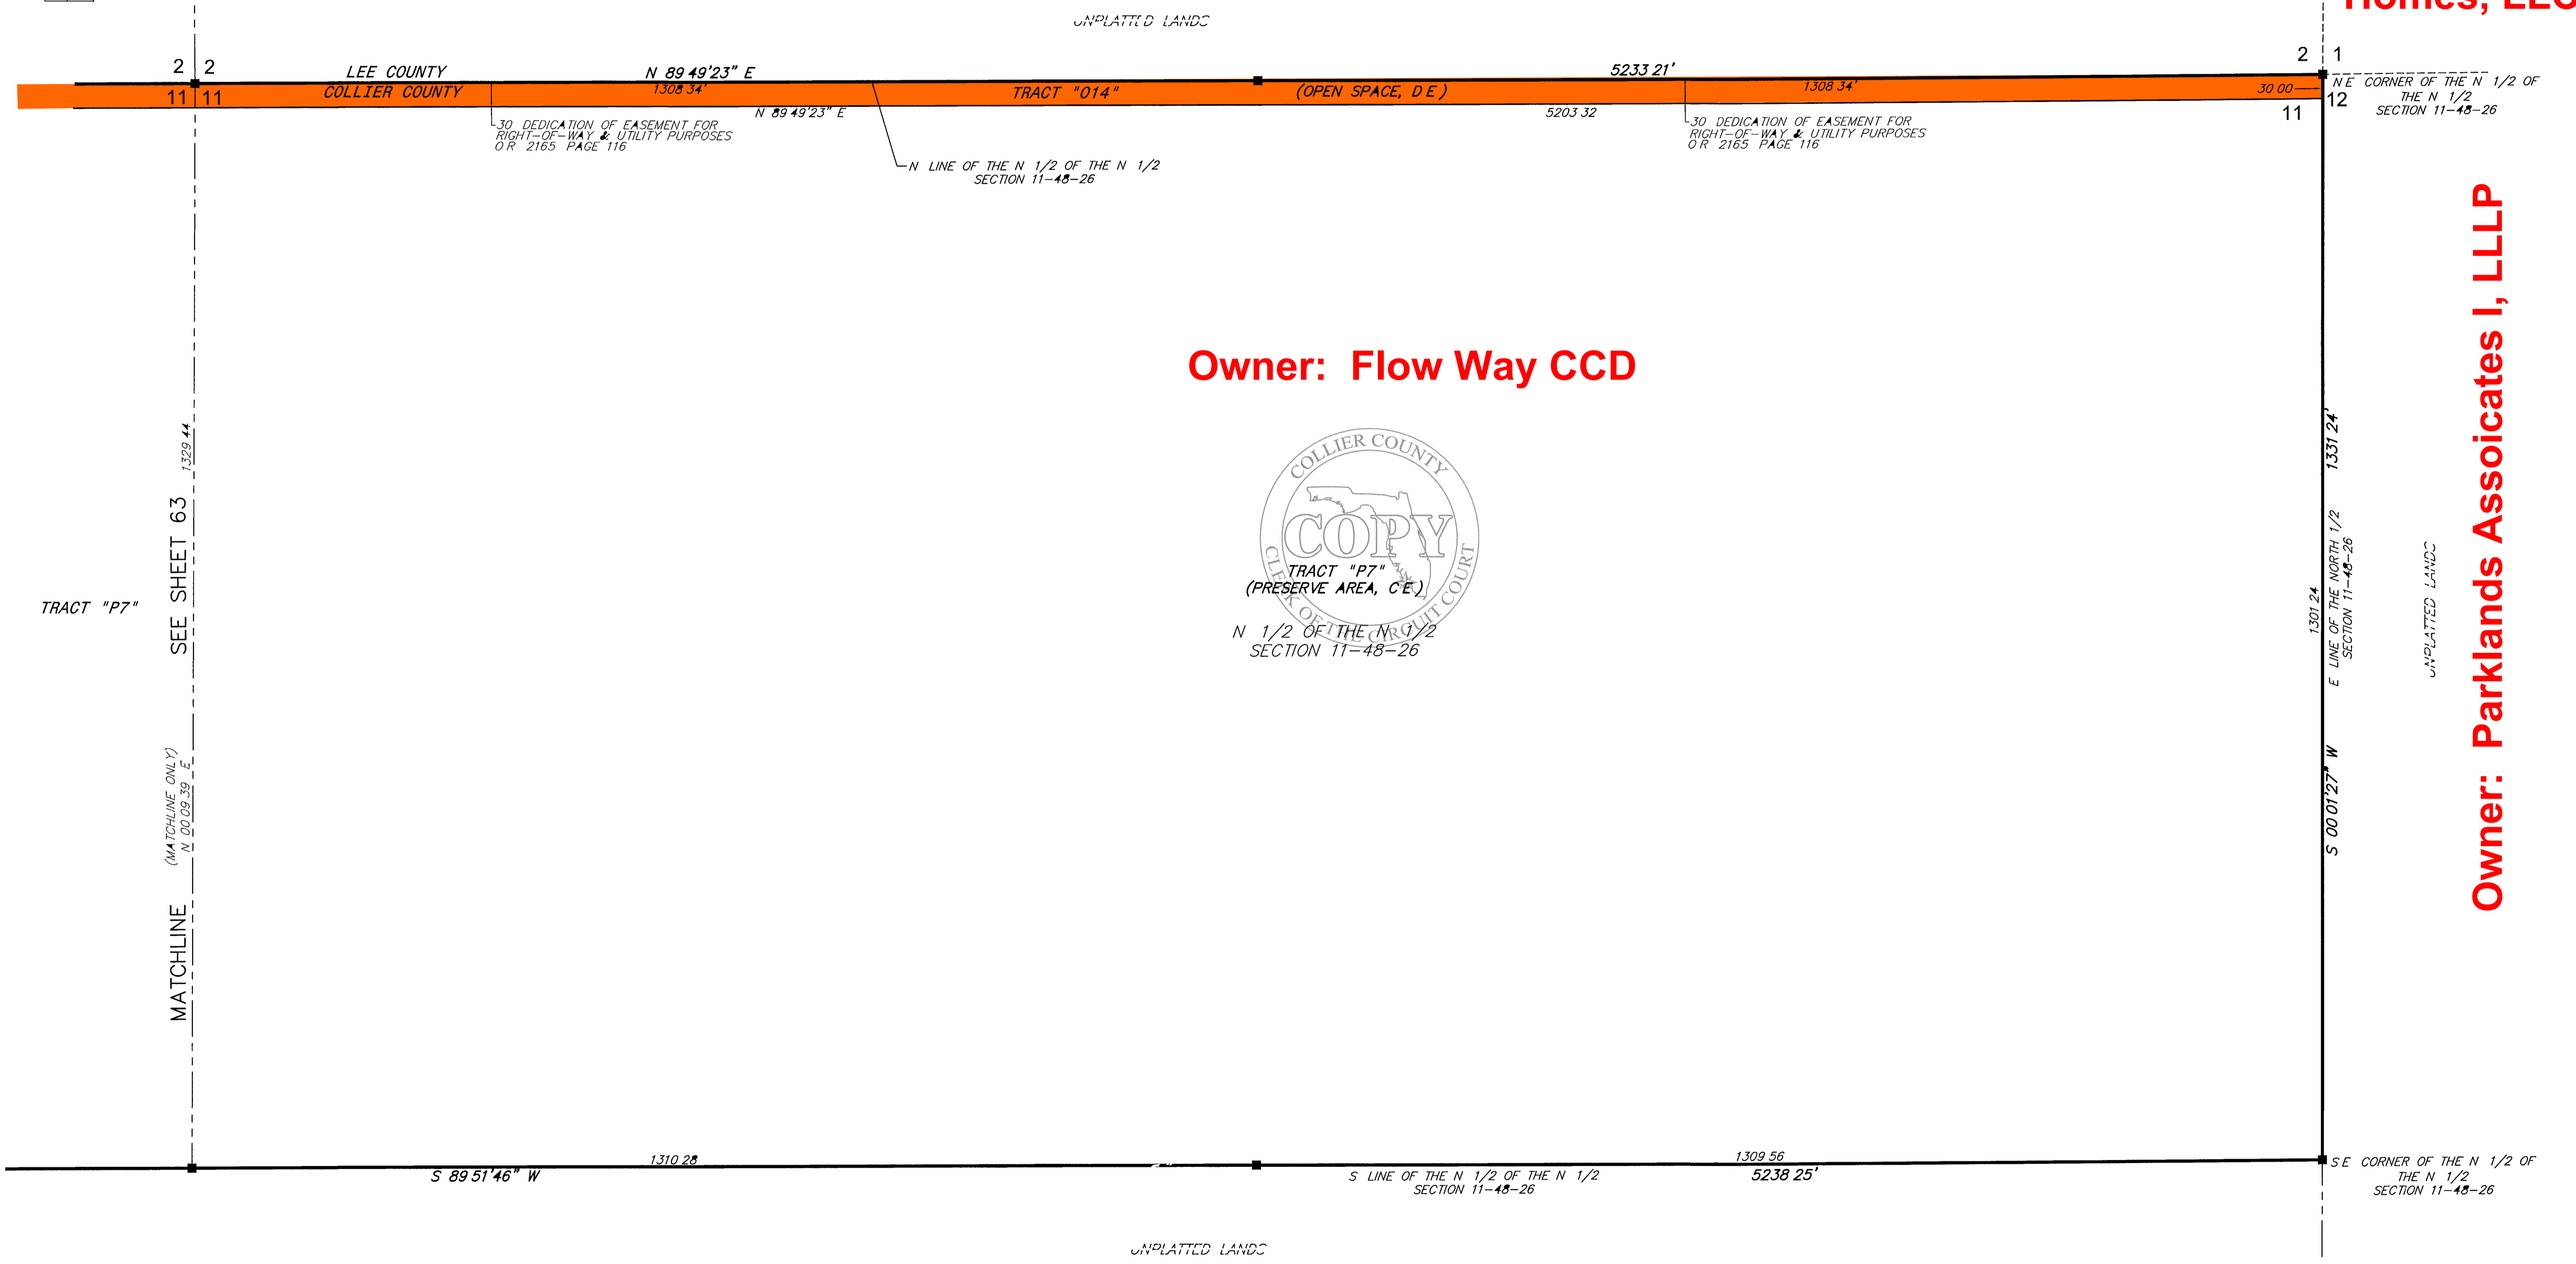 UNPLATTED LANDS
Homes, LLC
2 2
LEE COUNTY
N 89 49'23" E
5233 21'
2 1
11 11
COLLIER COUNTY
1308 34'
TRACT "014"
(OPEN SPACE, D E)
1308 34'
30 00
12
11
N E CORNER OF THE N 1/2 OF
THE N 1/2
SECTION 11-48-26
N 89 49'23" E
5203 32
30 DEDICATION OF EASEMENT FOR
RIGHT-OF-WAY & UTILITY PURPOSES
O R 2165 PAGE 116
30 DEDICATION OF EASEMENT FOR
RIGHT-OF-WAY & UTILITY PURPOSES
O R 2165 PAGE 116
N LINE OF THE N 1/2 OF THE N 1/2
SECTION 11-48-26
Owner: Flow Way CCD
COLLIER COUNTY
COPY
CLERK OF THE CIRCUIT COURT
TRACT "P7"
(PRESERVE AREA, C E)
N 1/2 OF THE N 1/2
SECTION 11-48-26
TRACT "P7"
MATCHLINE SEE SHEET 63
(MATCHLINE ONLY)
N 00 09 39 E
1329 44
1331 24'
E LINE OF THE NORTH 1/2
SECTION 11-48-26
1301 24
S 00 01'27" W
UNPLATTED LANDS
Owner: Parklands Assoicates I, LLLP
1310 28
S 89 51'46" W
1309 56
S LINE OF THE N 1/2 OF THE N 1/2
SECTION 11-48-26
5238 25'
S E CORNER OF THE N 1/2 OF
THE N 1/2
SECTION 11-48-26
UNPLATTED LANDS